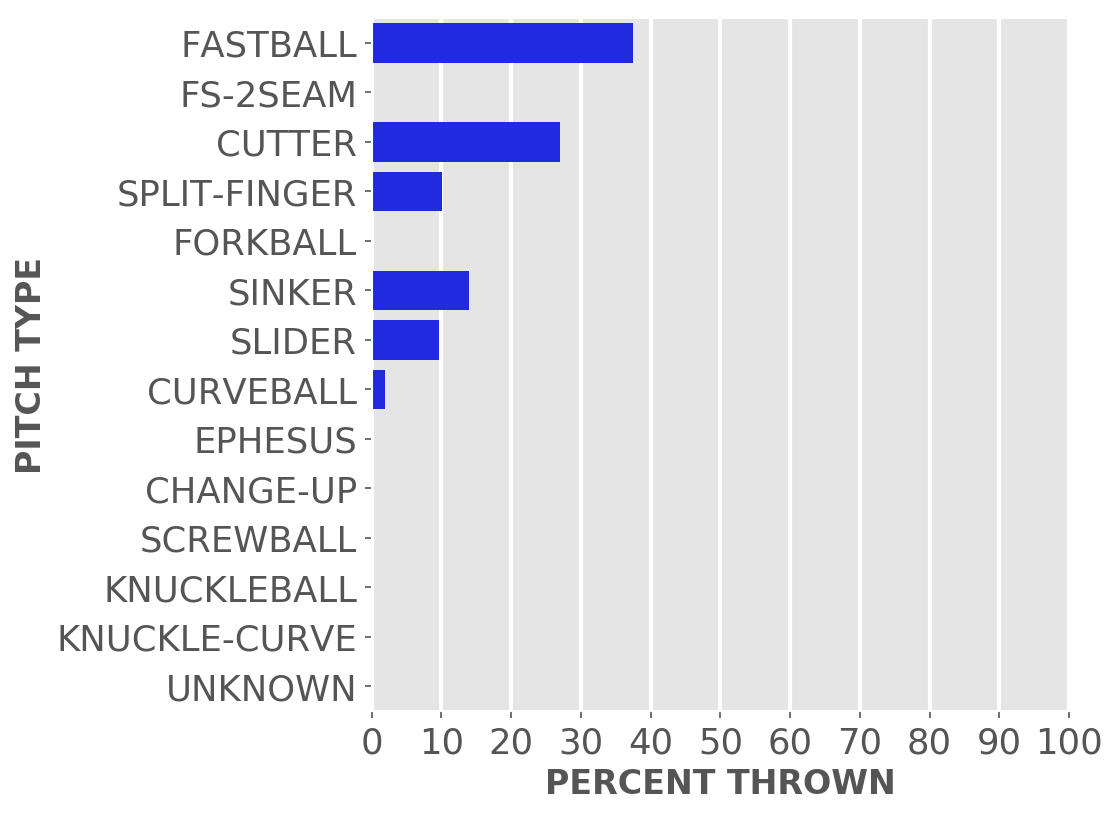 FASTBALL
FS-2SEAM
CUTTER
SPLIT-FINGER
FORKBALL
SINKER
SLIDER
CURVEBALL
EPHESUS
CHANGE-UP
SCREWBALL
KNUCKLEBALL
KNUCKLE-CURVE
UNKNOWN
PITCH TYPE
0 10 20 30 40 50 60 70 80 90 100
PERCENT THROWN